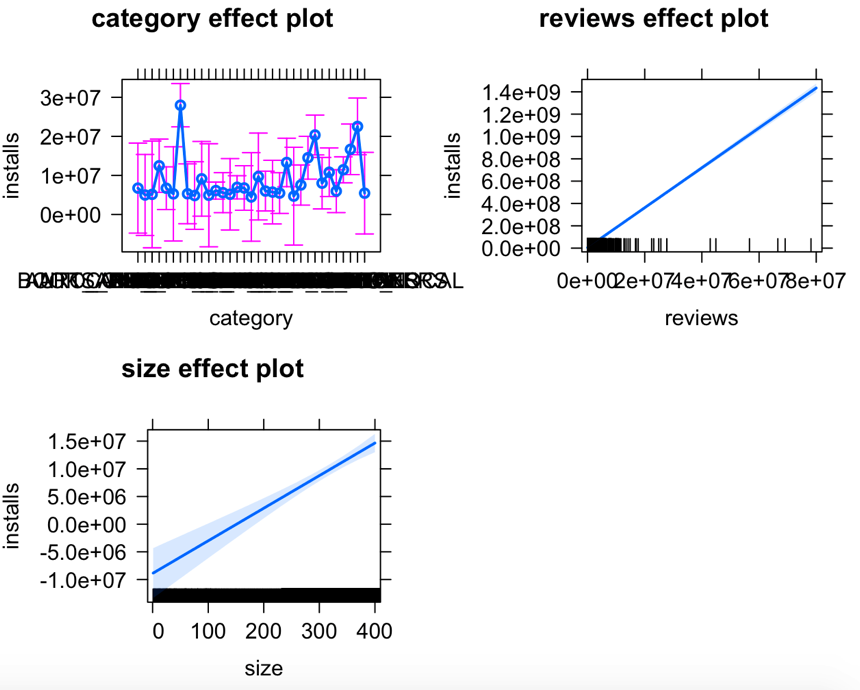 category effect plot
installs
3e+07
2e+07
1e+07
0e+00
category
reviews effect plot
installs
1.4e+09
1.2e+09
1.0e+09
8.0e+08
6.0e+08
4.0e+08
2.0e+08
0.0e+00
0e+00 2e+07 4e+07 6e+07 8e+07
reviews
size effect plot
installs
1.5e+07
1.0e+07
5.0e+06
0.0e+00
-5.0e+06
-1.0e+07
0 100 200 300 400
size